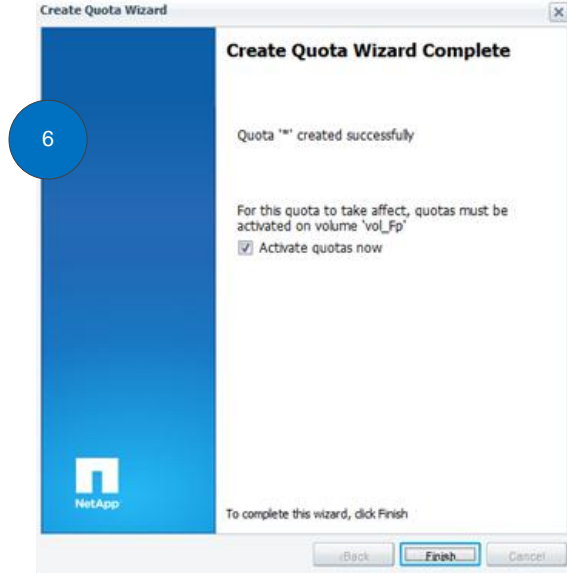 Create Quota Wizard
Create Quota Wizard Complete
6
Quota '*' created successfully
For this quota to take affect, quotas must be
activated on volume 'vol_Fp'
Activate quotas now
NetApp
To complete this wizard, click Finish
<Back
Finish
Cancel